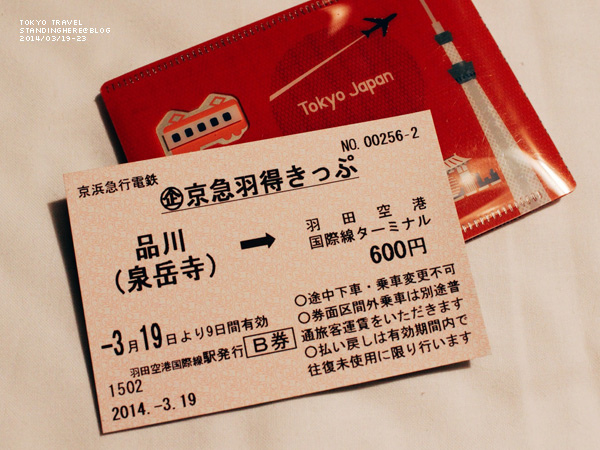 TOKYO TRAVEL
STANDINGHERE@BLOG
2014/03/19-23
Tokyo Japan
NO. 00256-2
京浜急行電鉄
㊭京急羽得きっぷ
品川
(泉岳寺)
→
羽田空港
国際線ターミナル
600円
-3月19日より9日間有効
羽田空港国際線駅発行 B券
1502
2014.-3.19
○途中下車・乗車変更不可
○券面区間外乗車は別途普
通旅客運賃をいただきます
○払い戻しは有効期間内で
往復未使用に限り行います